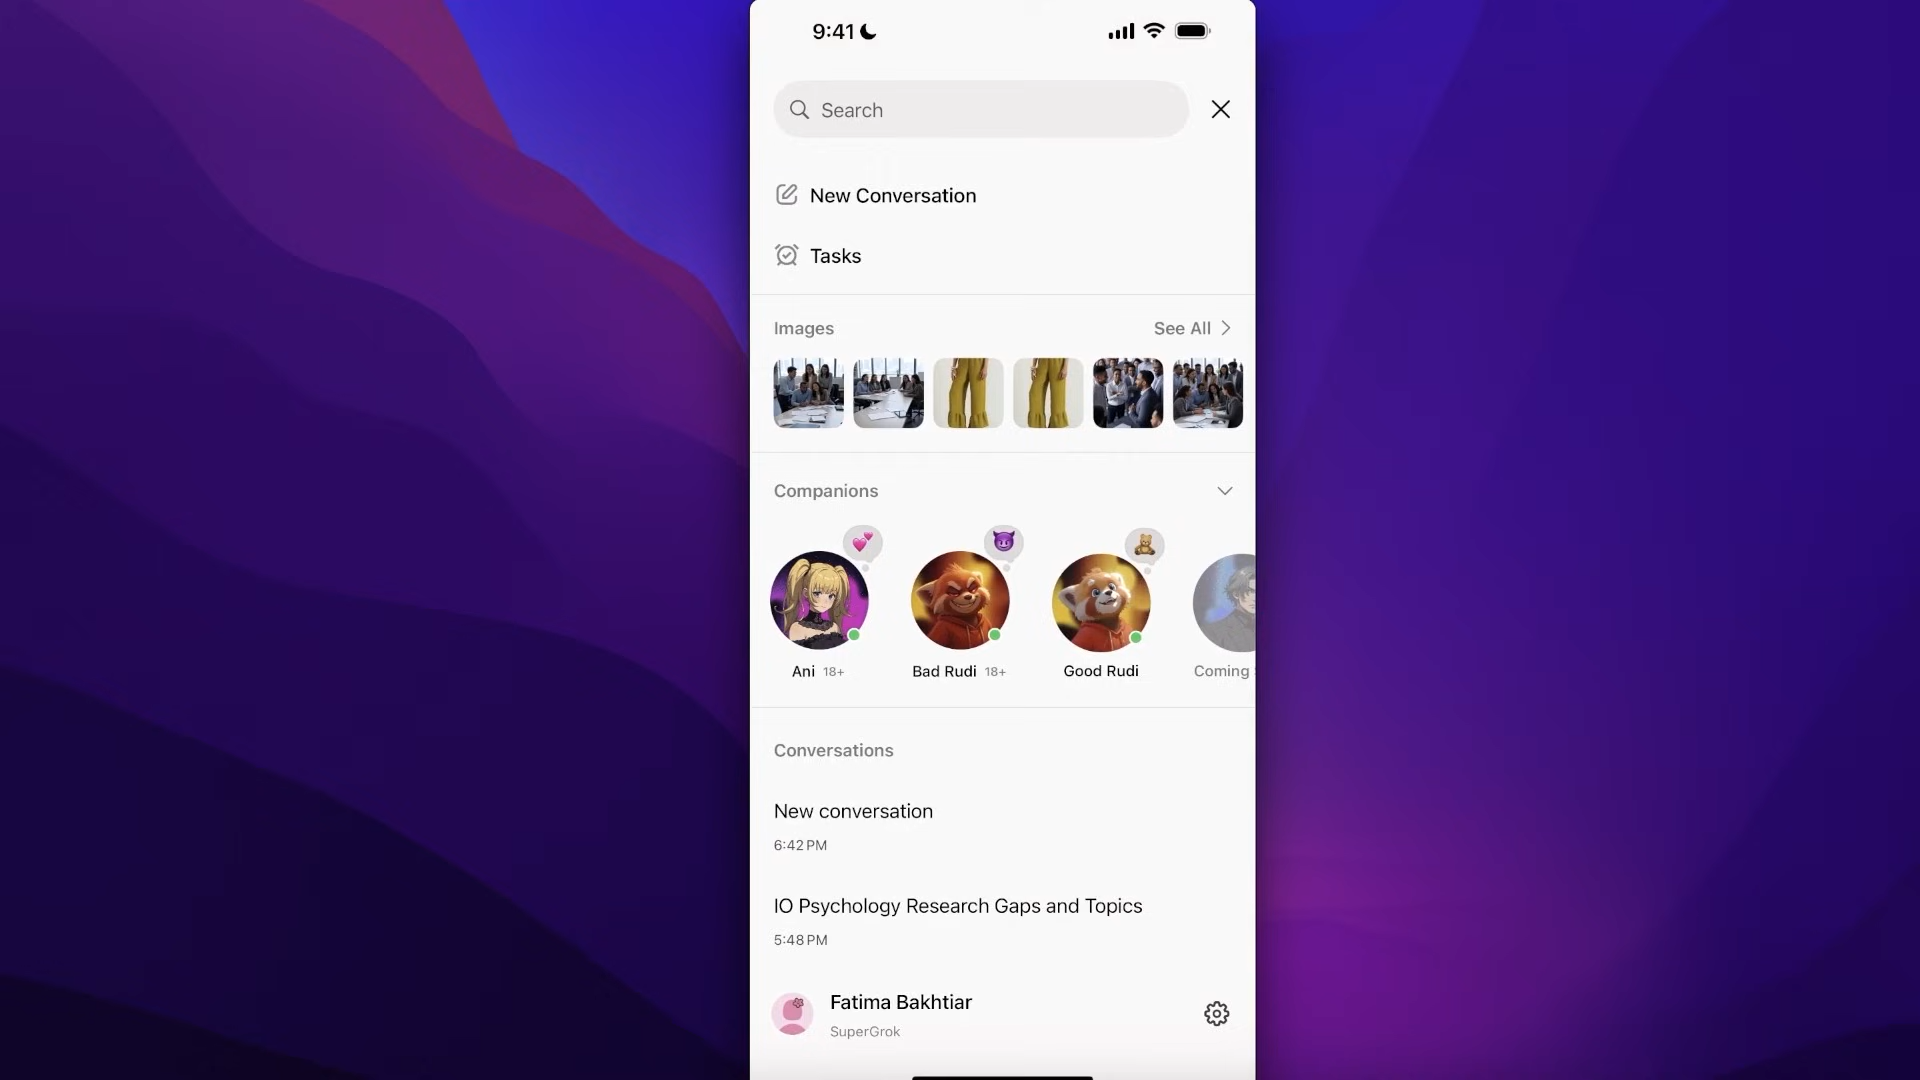 9:41
Search
New Conversation
Tasks
Images
See All
Companions
Ani 18+
Bad Rudi 18+
Good Rudi
Coming
Conversations
New conversation
6:42 PM
IO Psychology Research Gaps and Topics
5:48 PM
Fatima Bakhtiar
SuperGrok